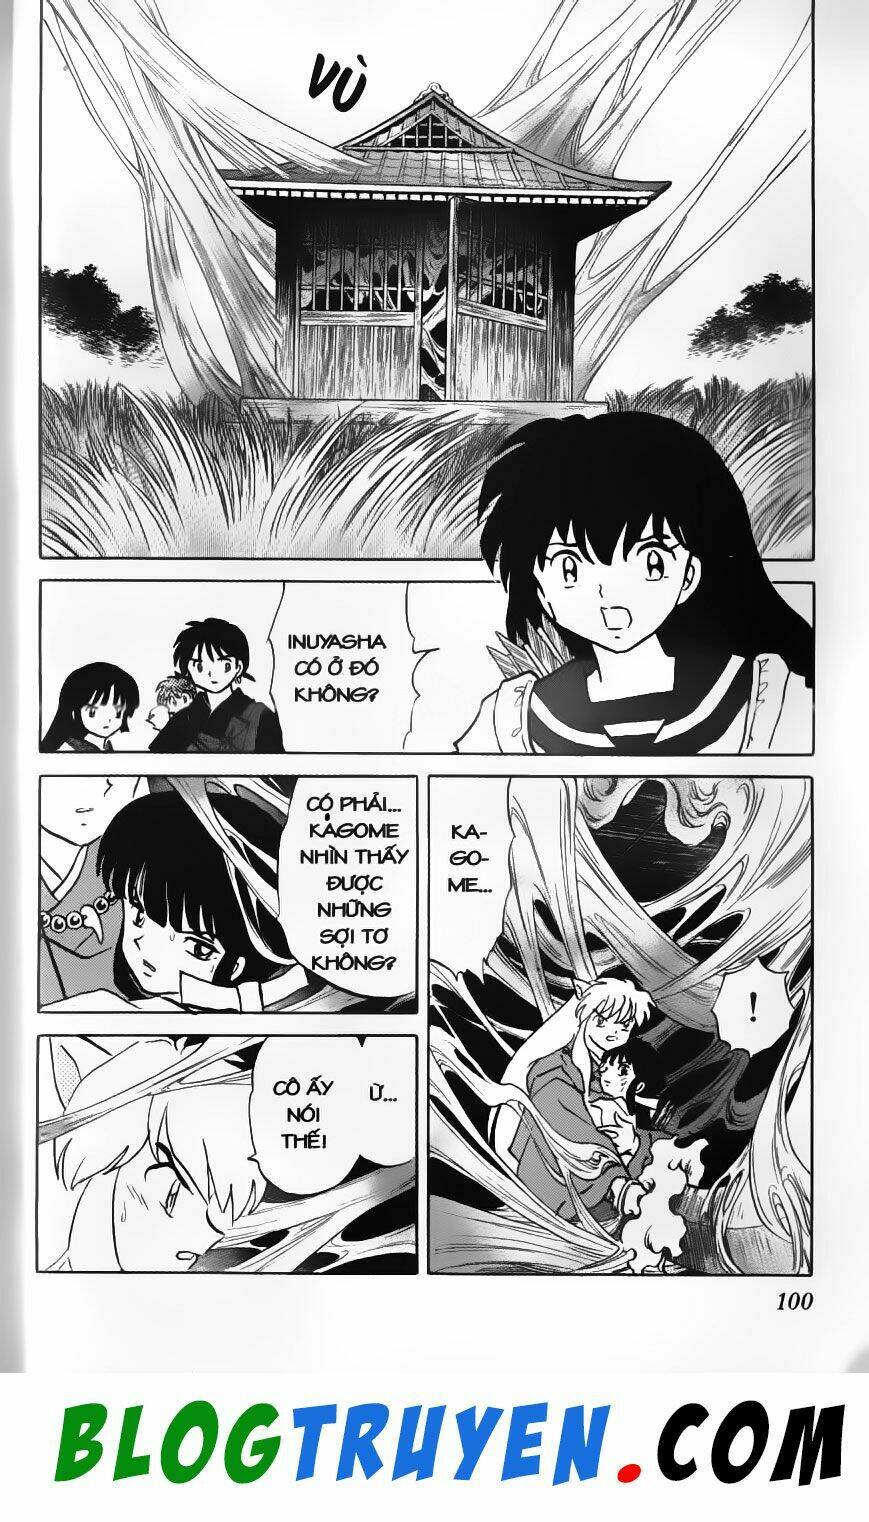 VÙ
INUYASHA
CÓ Ở ĐÓ
KHÔNG?
KA-
GO-
ME...
!
CÓ PHẢI...
KAGOME
NHÌN THẤY
ĐƯỢC
NHỮNG
SỢI TƠ
KHÔNG?
Ừ...
CÔ ẤY
NÓI
THẾ!
100
BLOGTRUYEN.COM